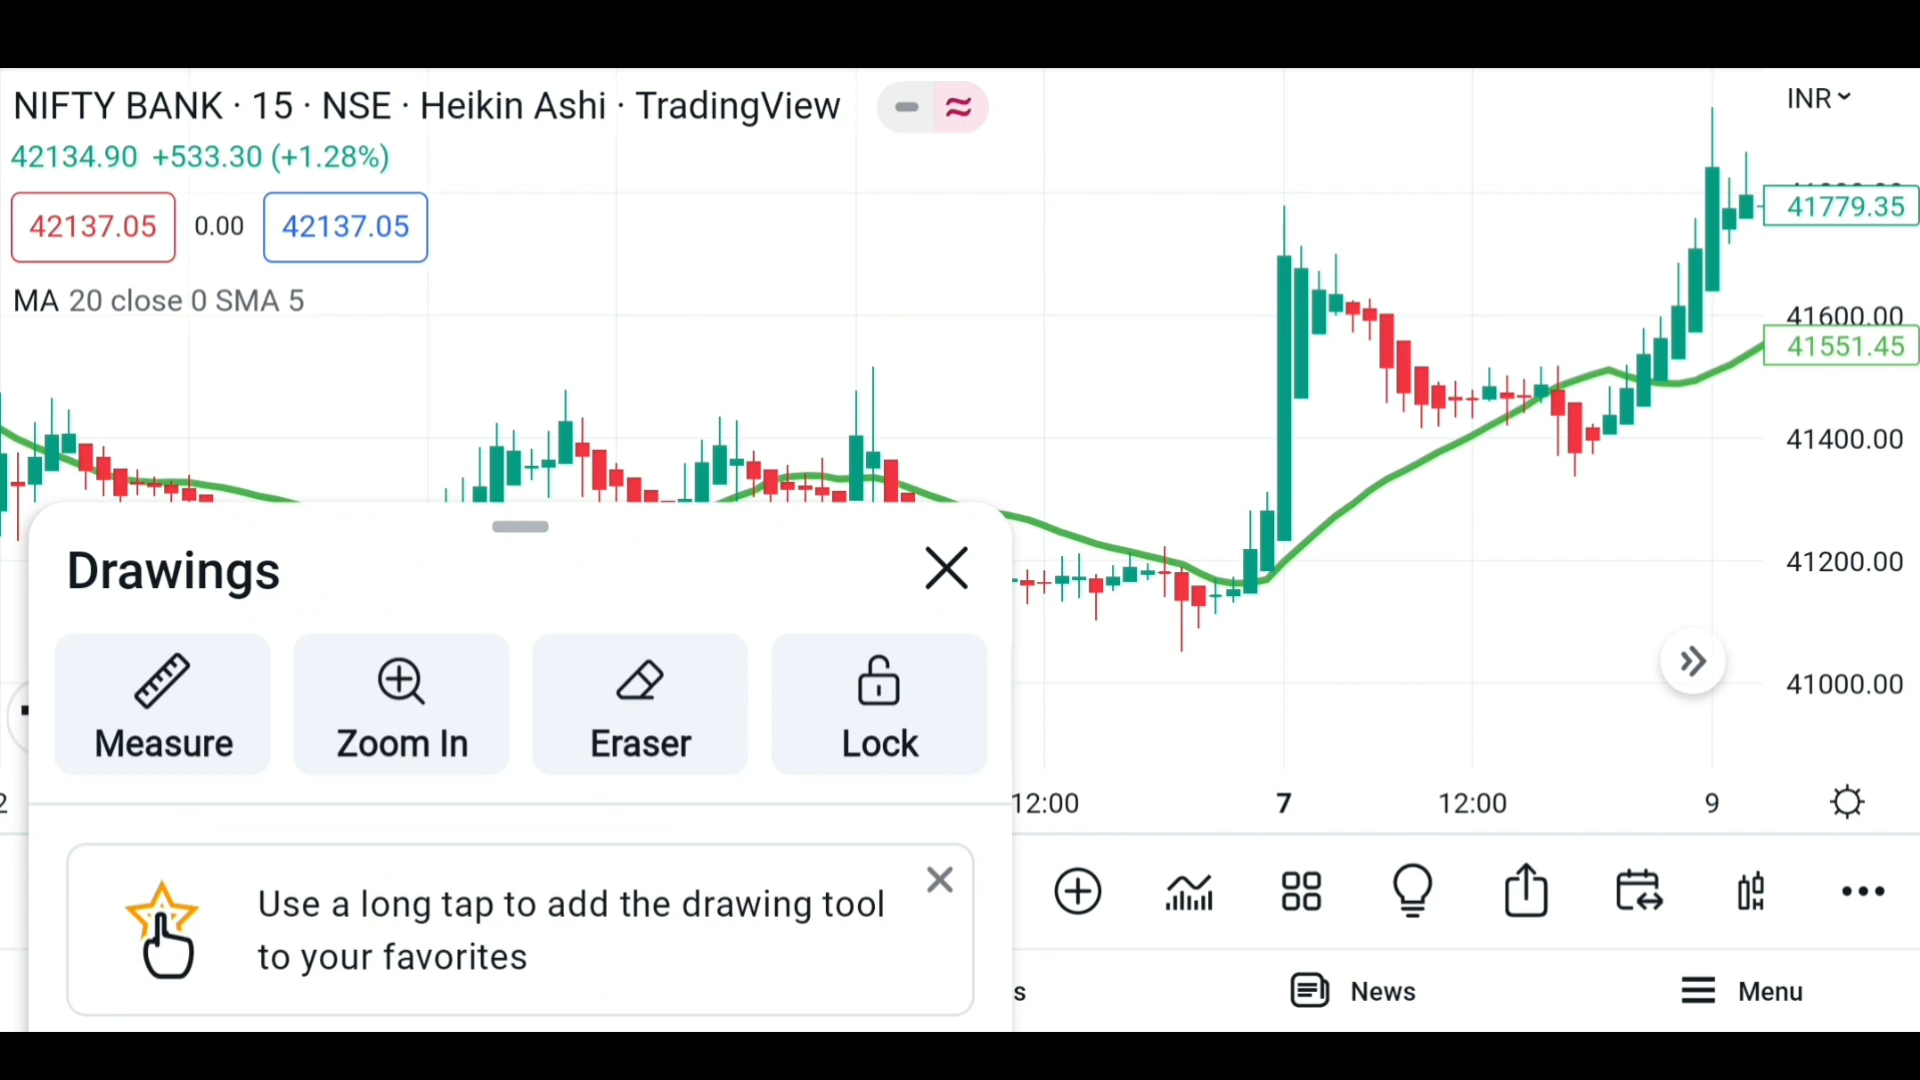 NIFTY BANK · 15 · NSE · Heikin Ashi · TradingView
INR
42134.90 +533.30 (+1.28%)
42137.05 0.00 42137.05
MA 20 close 0 SMA 5
41779.35
41600.00
41551.45
41400.00
41200.00
41000.00
Drawings
Measure Zoom In Eraser Lock
2 12:00 7 12:00 9
Use a long tap to add the drawing tool
to your favorites
s News Menu